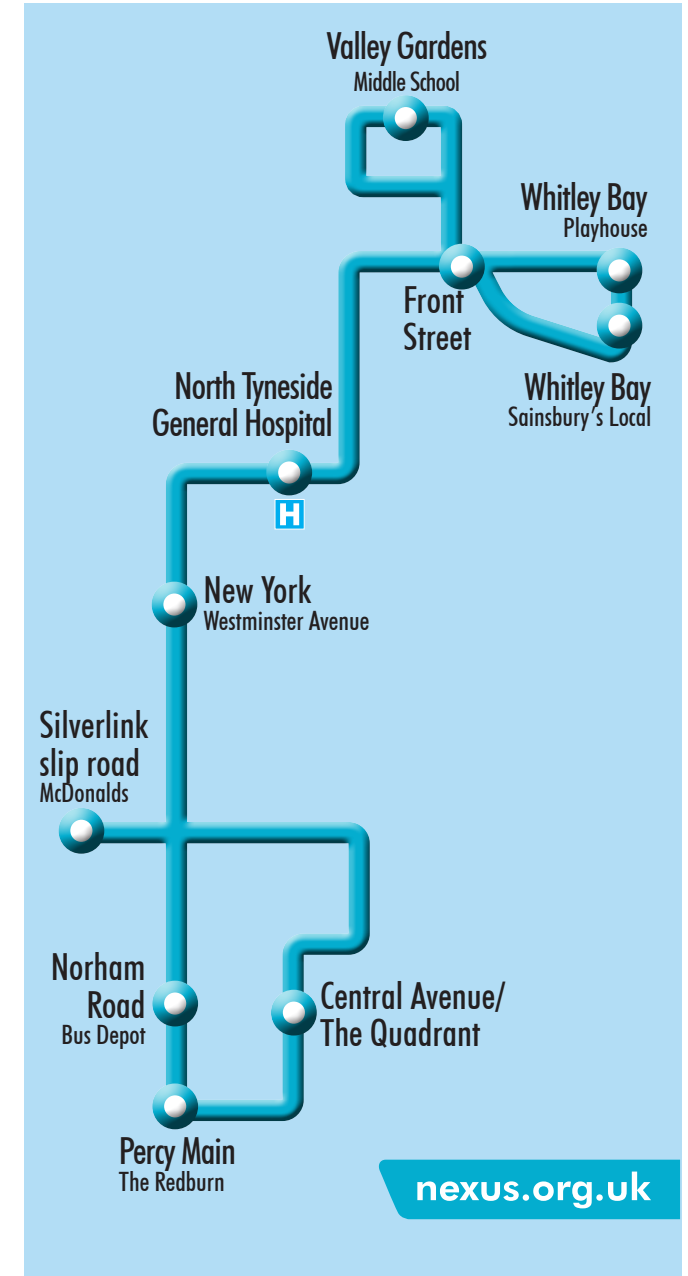 Valley Gardens
Middle School
Whitley Bay
Playhouse
Front
Street
Whitley Bay
Sainsbury's Local
North Tyneside
General Hospital
H
New York
Westminster Avenue
Silverlink
slip road
McDonalds
Norham
Road
Bus Depot
Central Avenue/
The Quadrant
Percy Main
The Redburn
nexus.org.uk